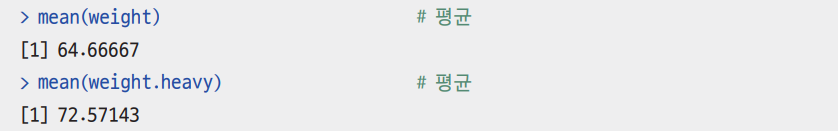 > mean(weight) # 평균
[1] 64.66667
> mean(weight.heavy) # 평균
[1] 72.57143